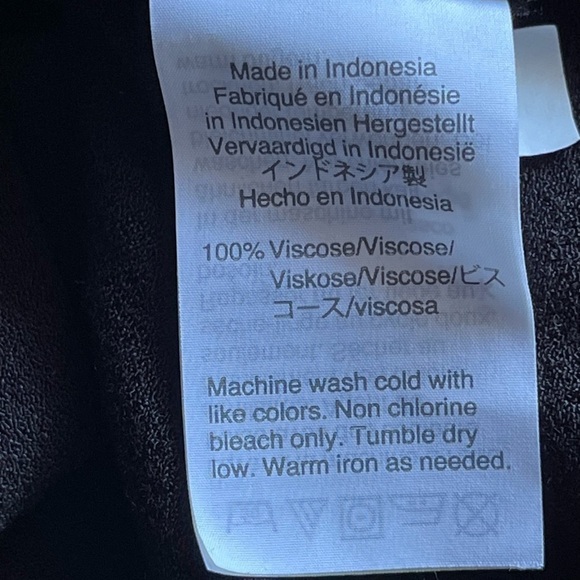 Made in Indonesia
Fabriqué en Indonésie
in Indonesien Hergestellt
Vervaardigd in Indonesië
インドネシア製
Hecho en Indonesia
100% Viscose/Viscose/
Viskose/Viscose/ビス
コース/viscosa
Machine wash cold with
like colors. Non chlorine
bleach only. Tumble dry
low. Warm iron as needed.